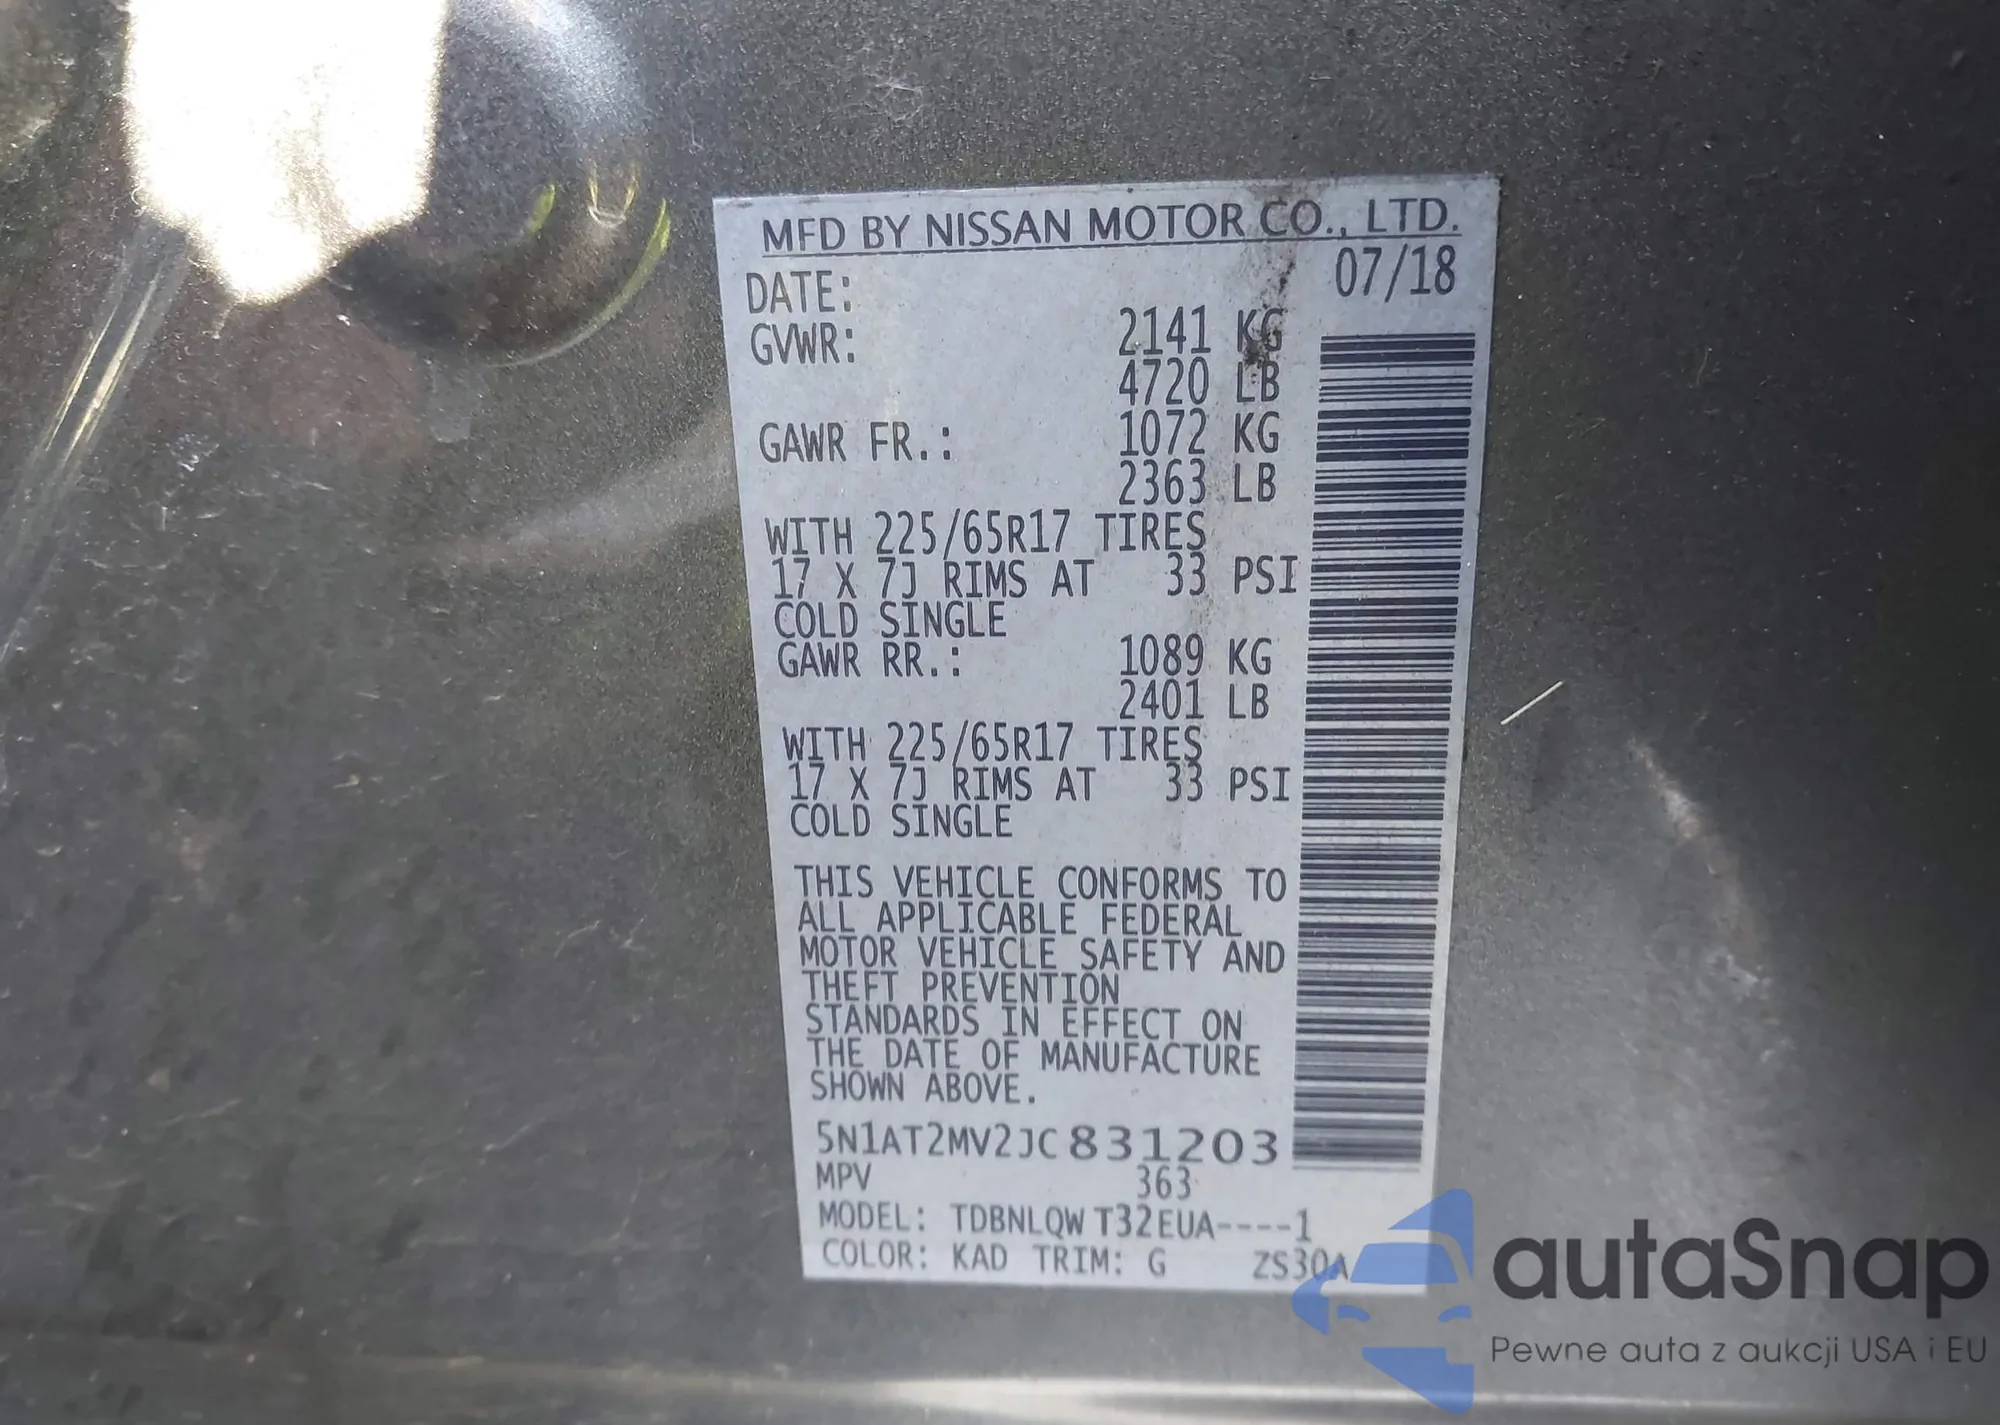 MFD BY NISSAN MOTOR CO., LTD.
DATE: 07/18
GVWR: 2141 KG
4720 LB
GAWR FR.: 1072 KG
2363 LB
WITH 225/65R17 TIRES
17 X 7J RIMS AT 33 PSI
COLD SINGLE
GAWR RR.: 1089 KG
2401 LB
WITH 225/65R17 TIRES
17 X 7J RIMS AT 33 PSI
COLD SINGLE
THIS VEHICLE CONFORMS TO
ALL APPLICABLE FEDERAL
MOTOR VEHICLE SAFETY AND
THEFT PREVENTION
STANDARDS IN EFFECT ON
THE DATE OF MANUFACTURE
SHOWN ABOVE.
5N1AT2MV2JC831203
MPV 363
MODEL: TDBNLQW T32EUA----1
COLOR: KAD TRIM: G ZS30A
autaSnap
Pewne auta z aukcji USA i EU